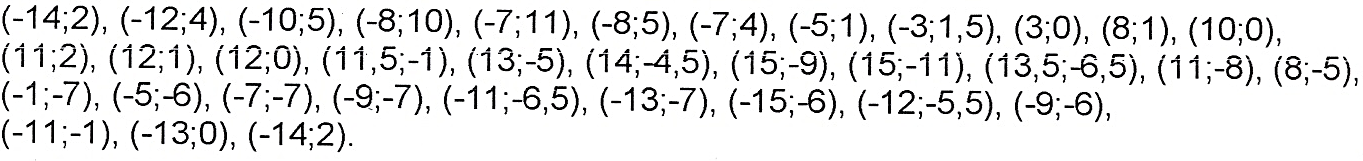 (-14;2), (-12;4), (-10;5), (-8;10), (-7;11), (-8;5), (-7;4), (-5;1), (-3;1,5), (3;0), (8;1), (10;0),
(11;2), (12;1), (12;0), (11,5;-1), (13;-5), (14;-4,5), (15;-9), (15;-11), (13,5;-6,5), (11;-8), (8;-5),
(-1;-7), (-5;-6), (-7;-7), (-9;-7), (-11;-6,5), (-13;-7), (-15;-6), (-12;-5,5), (-9;-6),
(-11;-1), (-13;0), (-14;2).